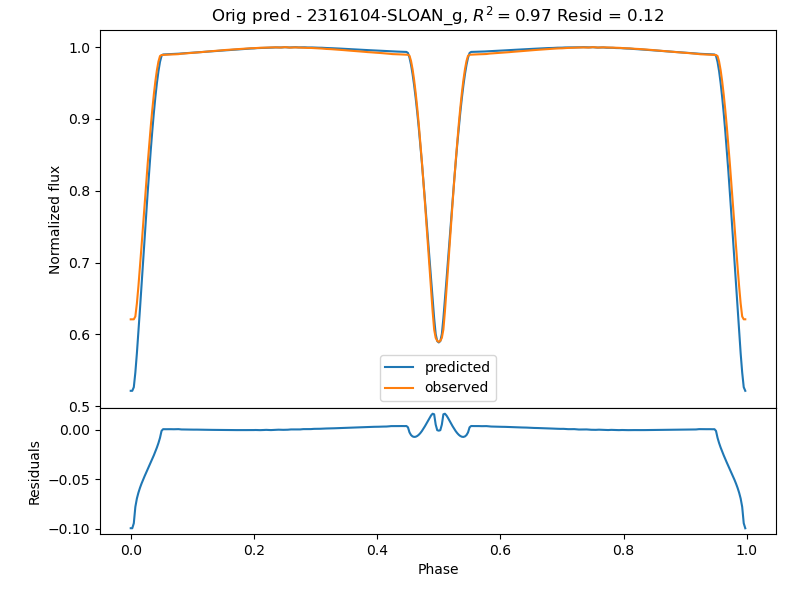 Orig pred - 2316104-SLOAN_g, R² = 0.97 Resid = 0.12
Normalized flux
1.0
0.9
0.8
0.7
0.6
0.5
predicted
observed
Residuals
0.00
−0.05
−0.10
0.0 0.2 0.4 0.6 0.8 1.0
Phase